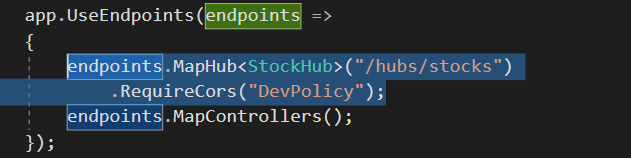 app.UseEndpoints(endpoints =>
{
endpoints.MapHub<StockHub>("/hubs/stocks")
.RequireCors("DevPolicy");
endpoints.MapControllers();
});